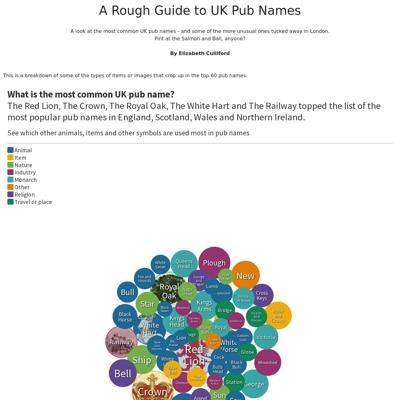 A Rough Guide to UK Pub Names
A look at the most common UK pub names - and some of the more unusual ones tucked away in London.
Pint at the Salmon and Ball, anyone?
By Elizabeth Culliford
This is a breakdown of some of the types of items or images that crop up in the top 60 pub names.
What is the most common UK pub name?
The Red Lion, The Crown, The Royal Oak, The White Hart and The Railway topped the list of the
most popular pub names in England, Scotland, Wales and Northern Ireland.
See which other animals, items and other symbols are used most in pub names
Animal
Item
Nature
Industry
Monarch
Other
Religion
Travel or place
White Swan
Queens Head
Plough
New
Royal Oak
Lamb
Bull
Star
Kings Arms
Cross Keys
Black Horse
Kings Head
Bridge
White Hart
Royal
Railway
Lion
Red Lion
White Horse
Victoria
Ship
Cock
Globe
Bulls Head
Black Bull
Wheatsheaf
Bell
Station
George
Crown
Angel
Sun